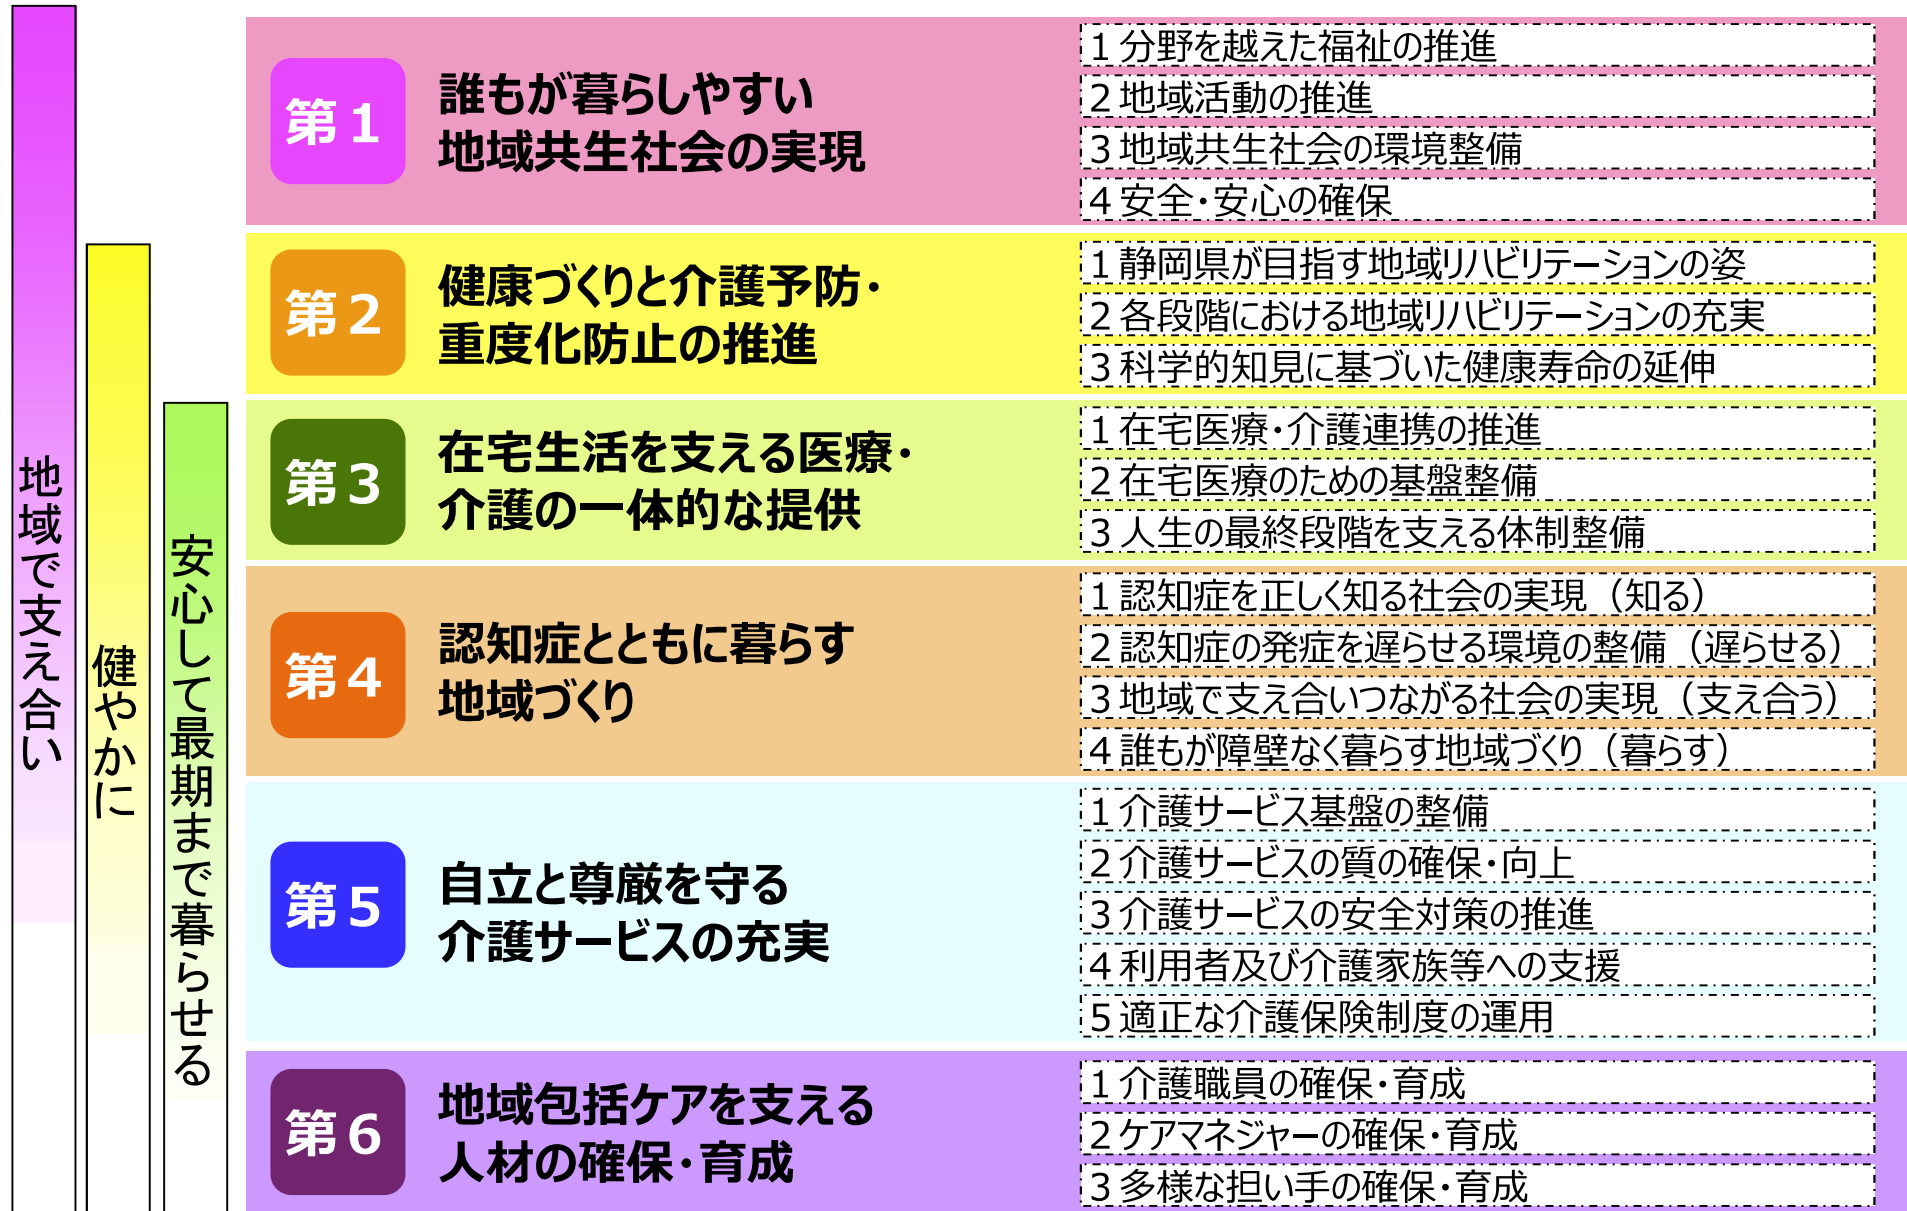 地域で支え合い
健やかに
安心して最期まで暮らせる
第1
誰もが暮らしやすい
地域共生社会の実現
1 分野を越えた福祉の推進
2 地域活動の推進
3 地域共生社会の環境整備
4 安全・安心の確保
第2
健康づくりと介護予防・
重度化防止の推進
1 静岡県が目指す地域リハビリテーションの姿
2 各段階における地域リハビリテーションの充実
3 科学的知見に基づいた健康寿命の延伸
第3
在宅生活を支える医療・
介護の一体的な提供
1 在宅医療・介護連携の推進
2 在宅医療のための基盤整備
3 人生の最終段階を支える体制整備
第4
認知症とともに暮らす
地域づくり
1 認知症を正しく知る社会の実現（知る）
2 認知症の発症を遅らせる環境の整備（遅らせる）
3 地域で支え合いつながる社会の実現（支え合う）
4 誰もが障壁なく暮らす地域づくり（暮らす）
第5
自立と尊厳を守る
介護サービスの充実
1 介護サービス基盤の整備
2 介護サービスの質の確保・向上
3 介護サービスの安全対策の推進
4 利用者及び介護家族等への支援
5 適正な介護保険制度の運用
第6
地域包括ケアを支える
人材の確保・育成
1 介護職員の確保・育成
2 ケアマネジャーの確保・育成
3 多様な担い手の確保・育成